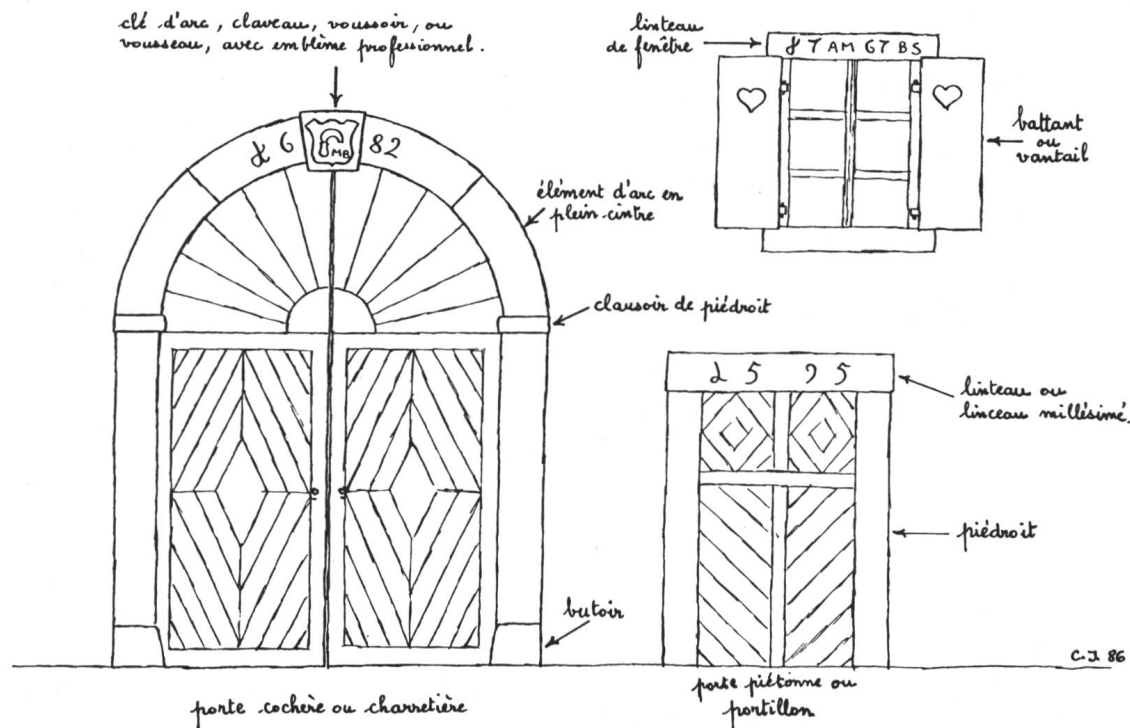 clé d'arc, claveau, voussoir, ou
vousseau, avec emblème professionnel.
linteau
de fenêtre
17 AM GT BS
battant
ou
vantail
16 MB 82
élément d'arc en
plein-cintre
clausoir de piédroit
15 95
linteau ou
linceau millésimé.
piédroit
butoir
C.J. 86
porte cochère ou charretière
porte piétonne ou
portillon